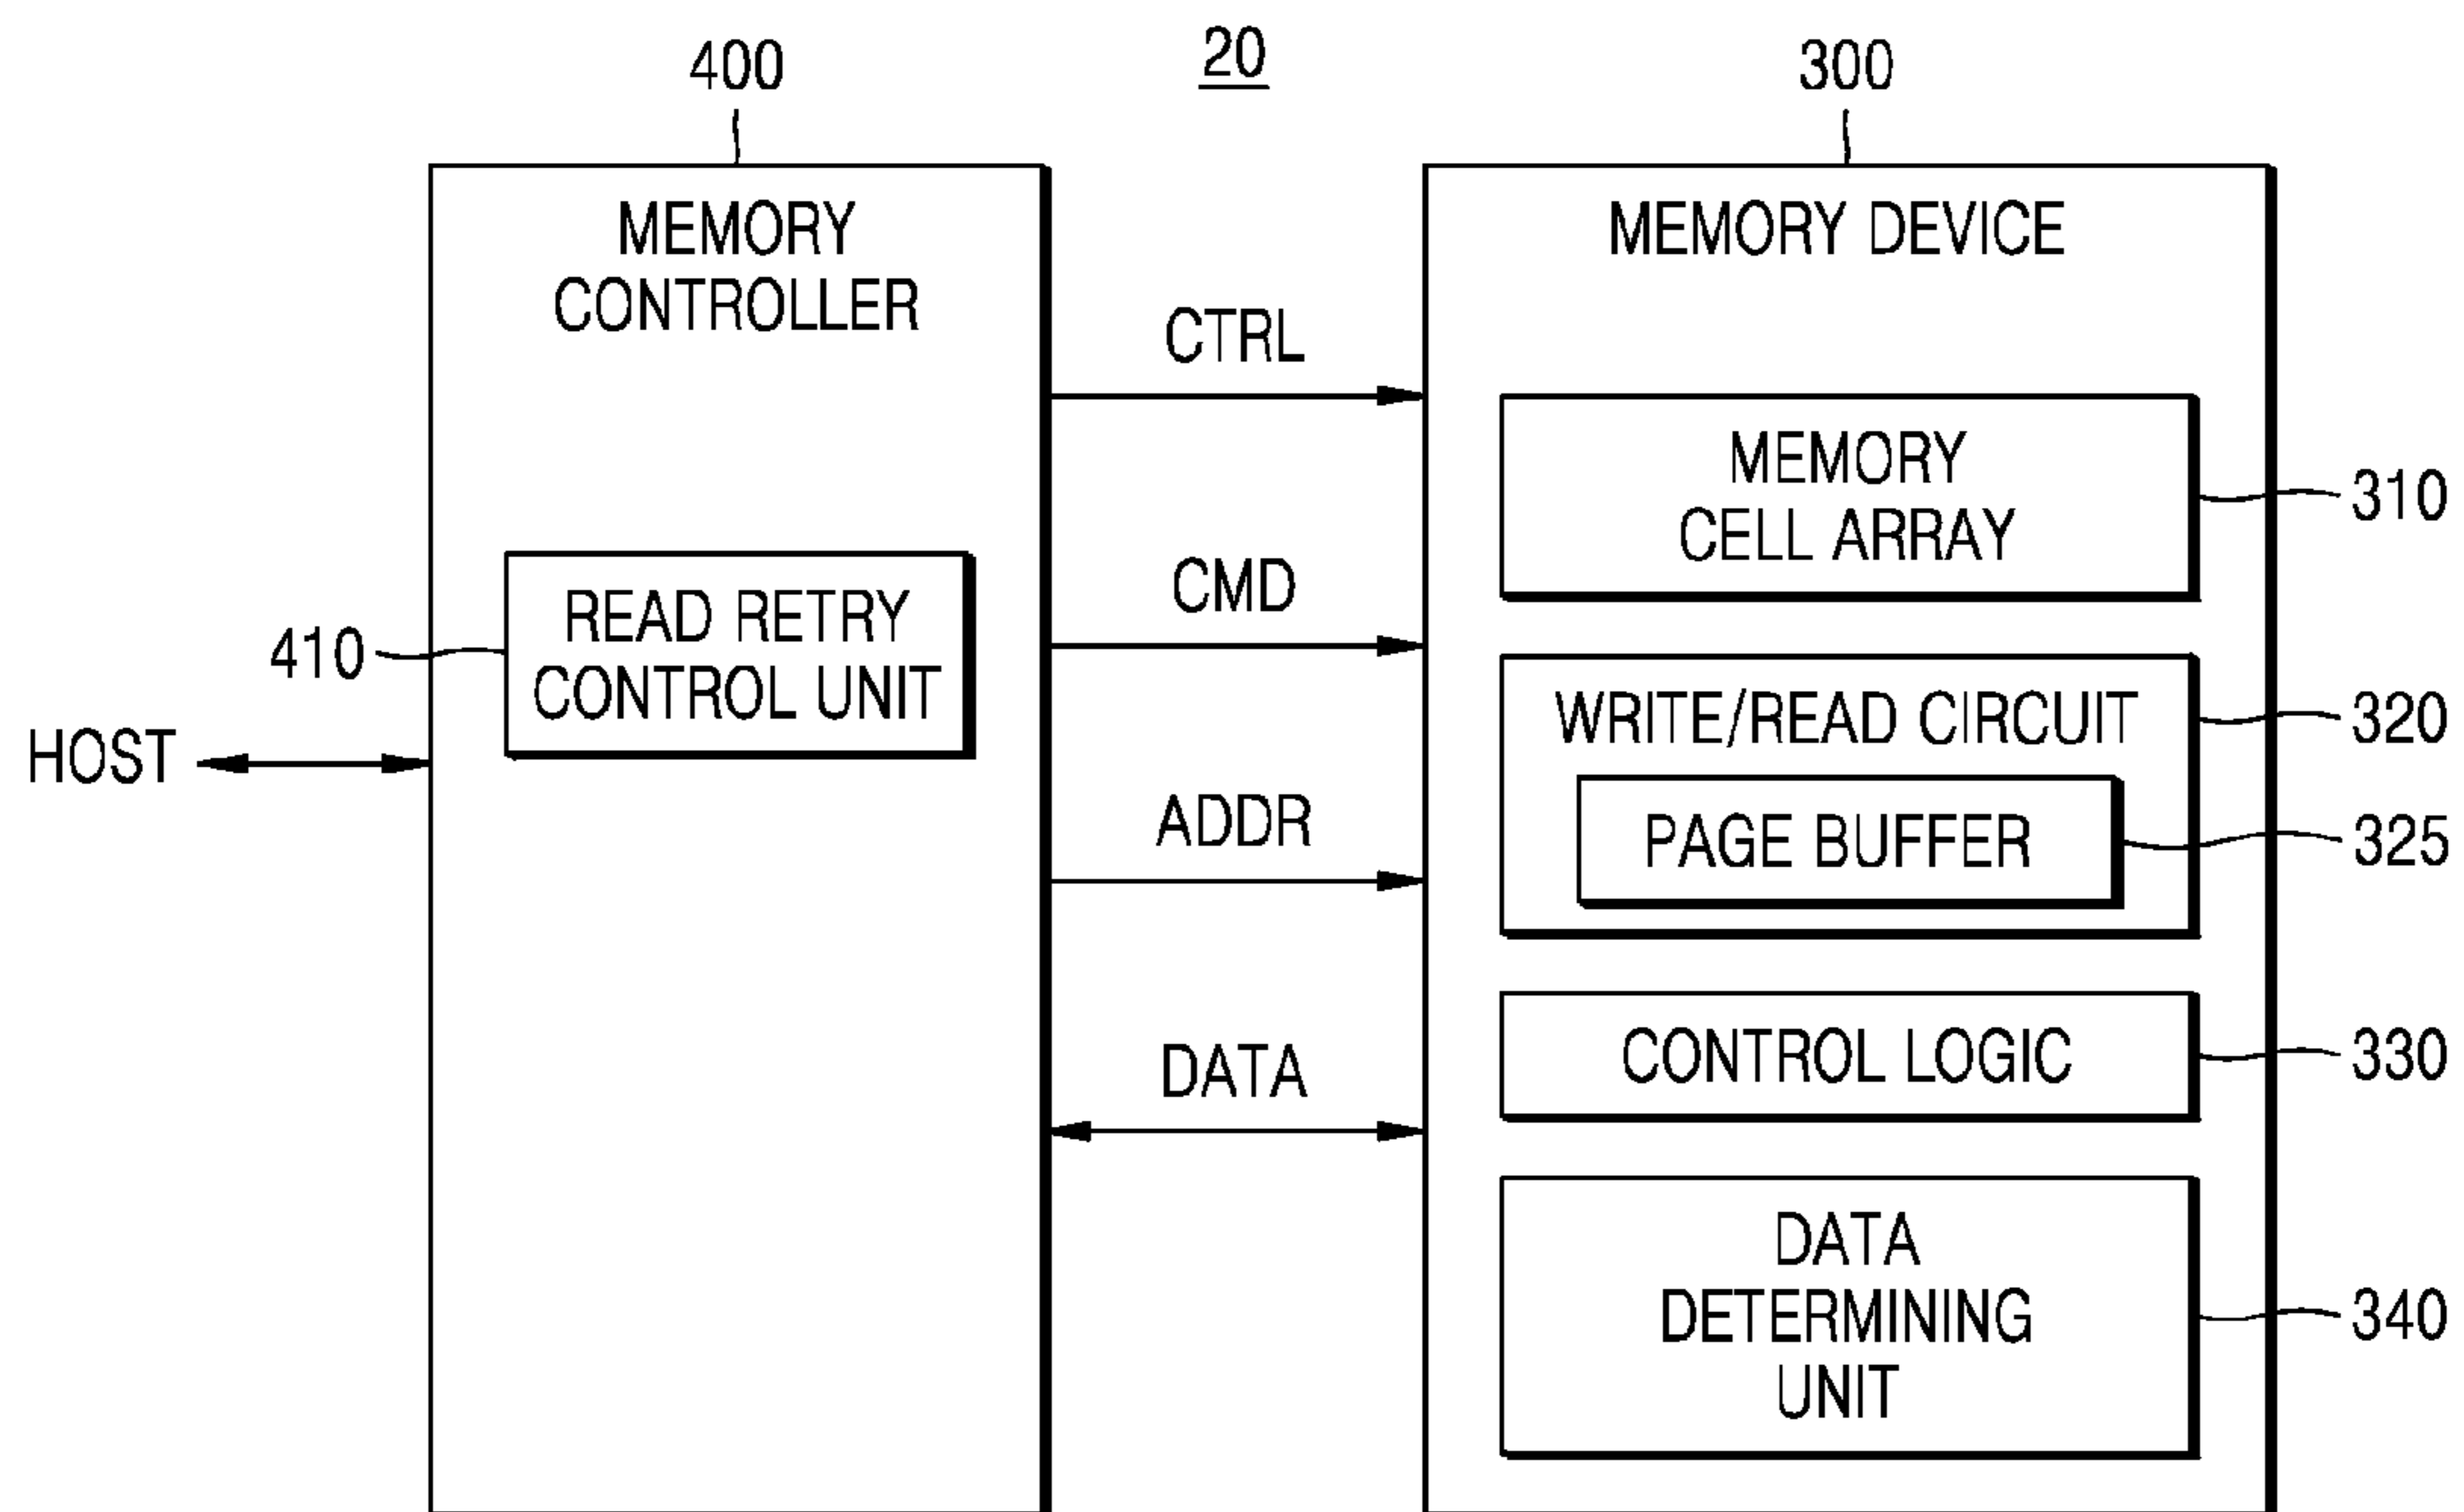 20
400
300
MEMORY
CONTROLLER
MEMORY DEVICE
CTRL
MEMORY
CELL ARRAY
310
CMD
READ RETRY
CONTROL UNIT
410
WRITE/READ CIRCUIT
320
HOST
ADDR
PAGE BUFFER
325
CONTROL LOGIC
330
DATA
DATA
DETERMINING
UNIT
340